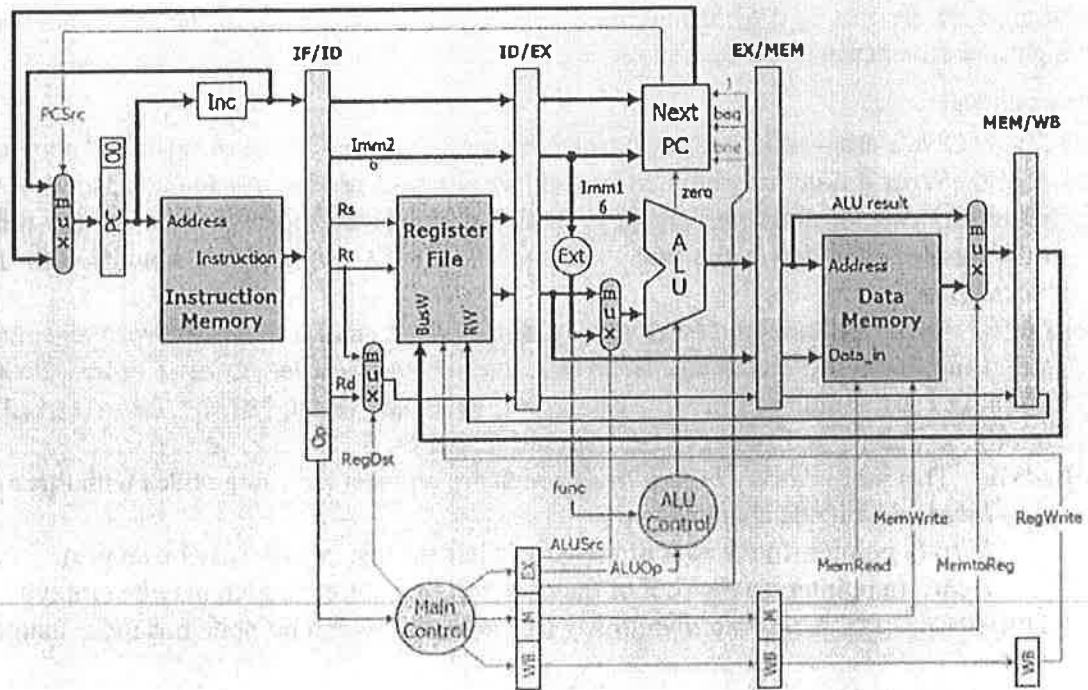 IF/ID
ID/EX
EX/MEM
MEM/WB
PCSrc
Inc
Next
PC
j
beq
bne
zero
Imm2
6
Imm1
6
m
u
x
PC
00
Address
Instruction
Instruction
Memory
Rs
Rt
Rd
Register
File
BusW
RW
Ext
m
u
x
A
L
U
ALU result
Address
Data
Memory
Data_in
m
u
x
m
u
x
Op
RegDst
func
ALU
Control
ALUSrc
ALUOp
MemWrite
MemRead
MemtoReg
RegWrite
Main
Control
EX
M
WB
M
WB
WB